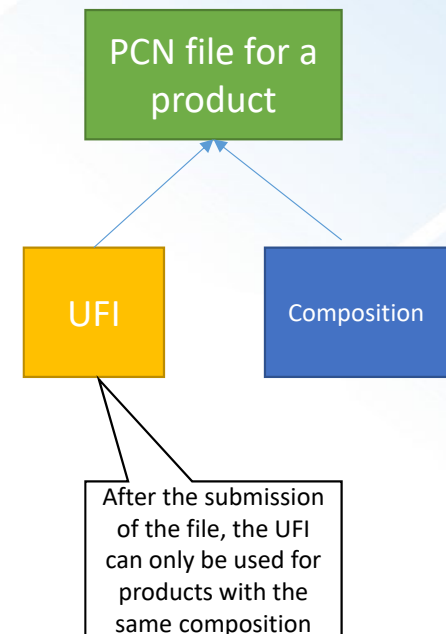 PCN file for a
product
UFI
Composition
After the submission
of the file, the UFI
can only be used for
products with the
same composition